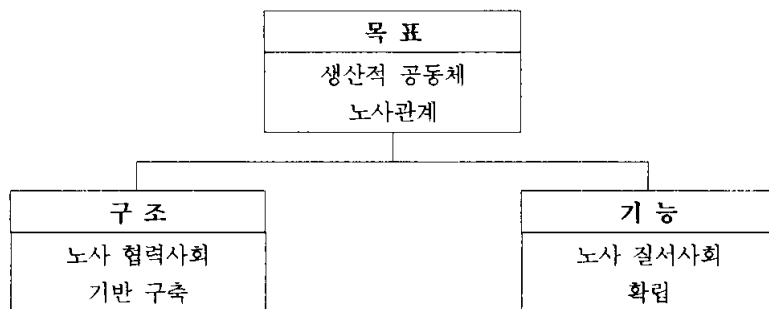 목 표
생산적 공동체
노사관계
구 조
노사 협력사회
기반 구축
기 능
노사 질서사회
확립